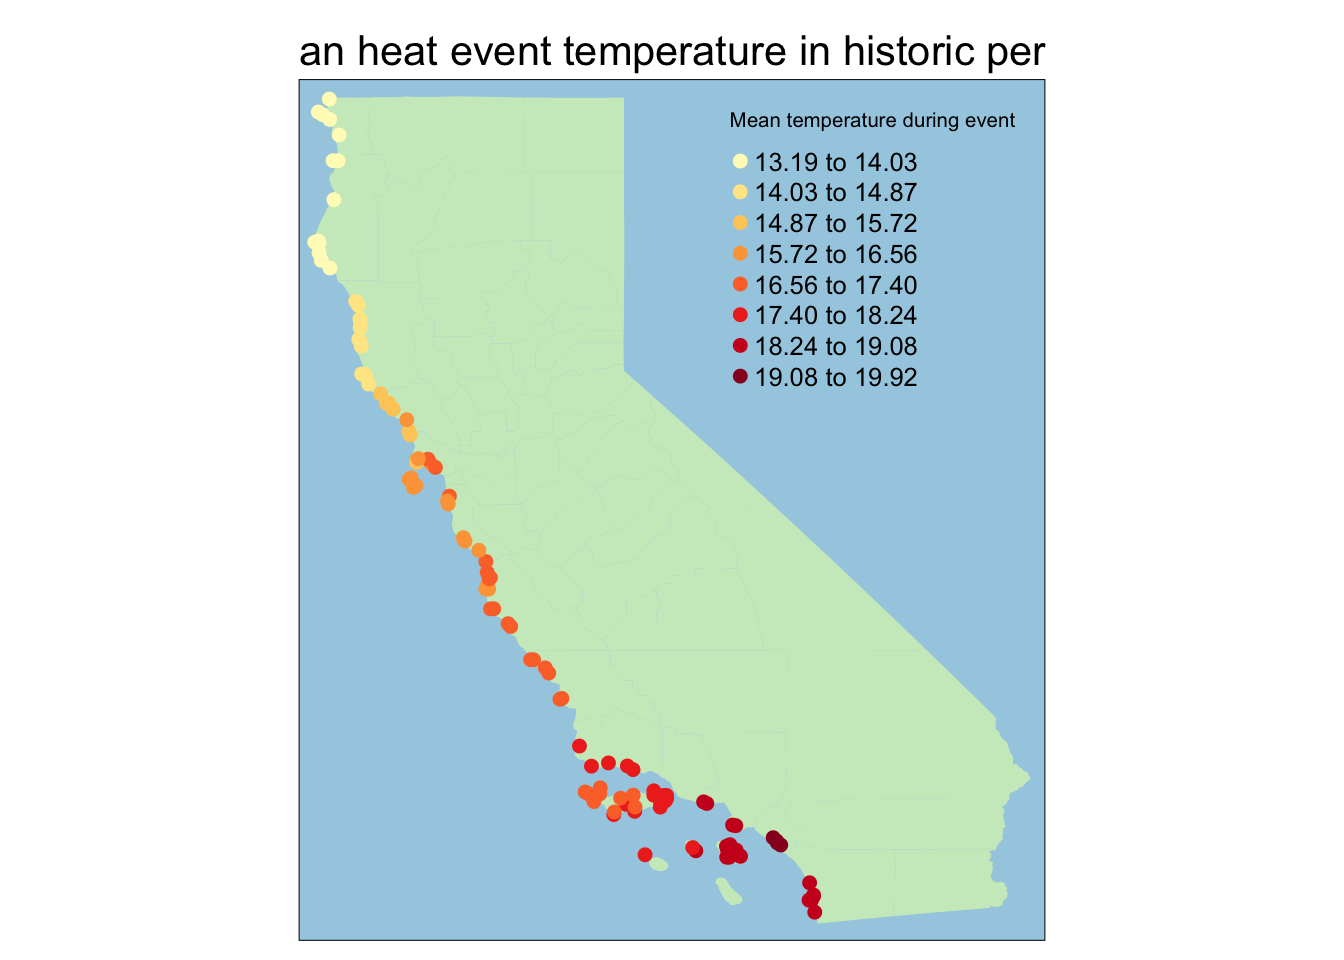 an heat event temperature in historic per
Mean temperature during event
13.19 to 14.03
14.03 to 14.87
14.87 to 15.72
15.72 to 16.56
16.56 to 17.40
17.40 to 18.24
18.24 to 19.08
19.08 to 19.92